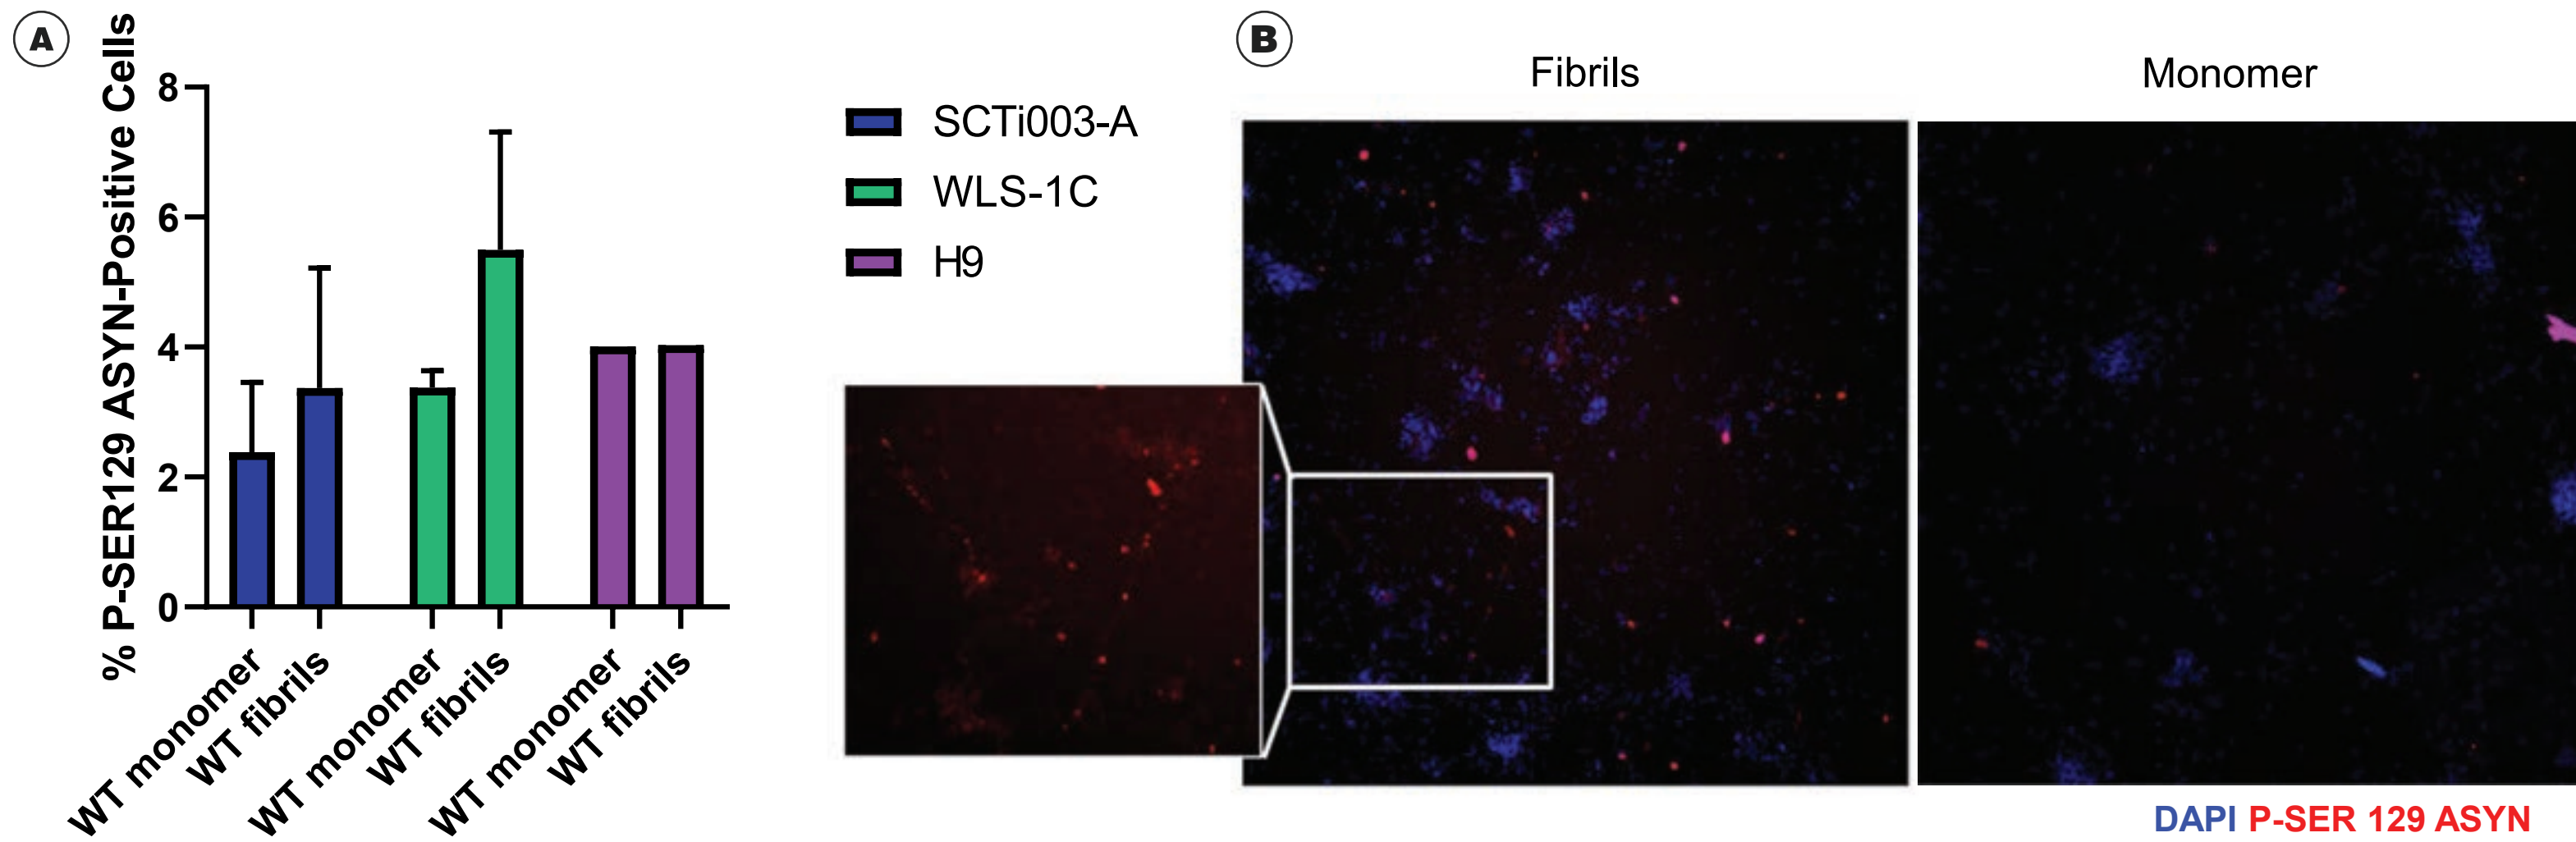 A
% P-SER129 ASYN-Positive Cells
8
6
4
2
0
WT monomer
WT fibrils
WT monomer
WT fibrils
WT monomer
WT fibrils
SCTi003-A
WLS-1C
H9
B
Fibrils
Monomer
DAPI P-SER 129 ASYN